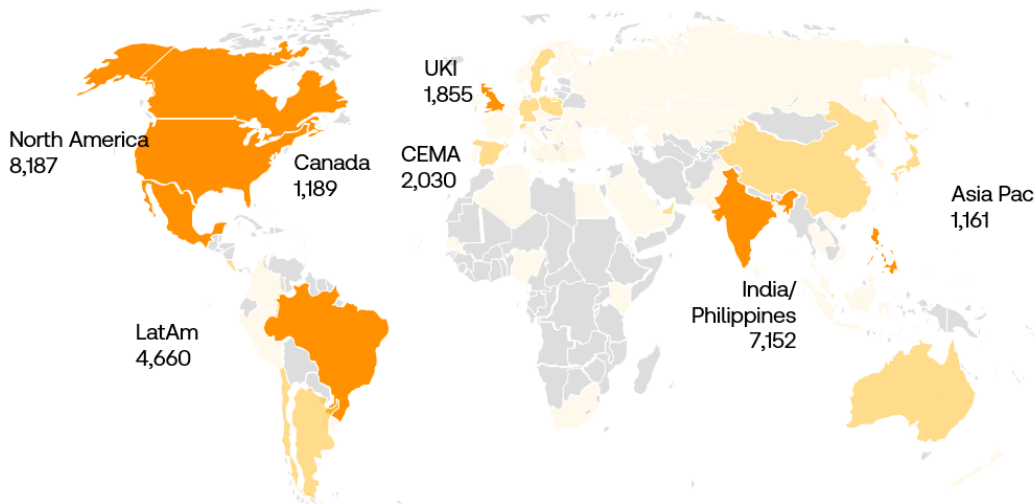 UKI
1,855
North America
8,187
Canada
1,189
CEMA
2,030
Asia Pac
1,161
India/
Philippines
7,152
LatAm
4,660